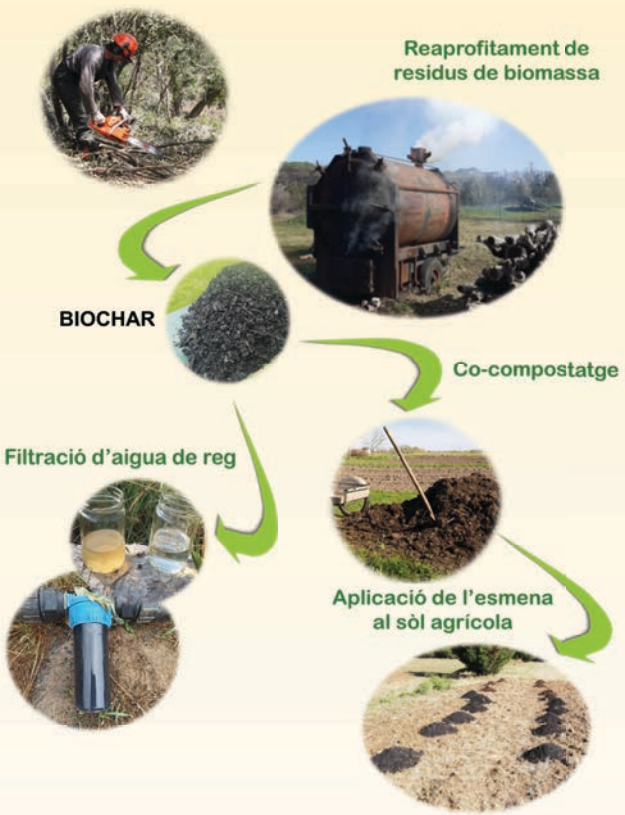 Reaprofitament de
residus de biomassa
BIOCHAR
Co-compostatge
Filtració d'aigua de reg
Aplicació de l'esmena
al sòl agrícola